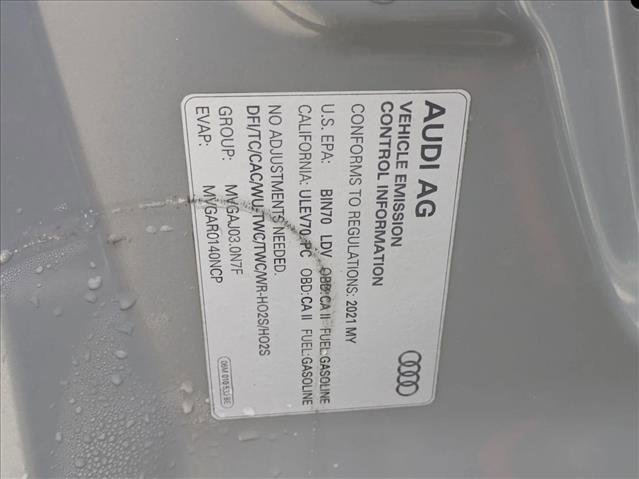 AUDI AG
VEHICLE EMISSION
CONTROL INFORMATION
CONFORMS TO REGULATIONS: 2021 MY
U.S. EPA: BIN70 LDV OBD:CA II FUEL:GASOLINE
CALIFORNIA: ULEV70 PC OBD:CA II FUEL:GASOLINE
NO ADJUSTMENTS NEEDED.
DFI/TC/CAC/WU-TWC/TWC/WR-HO2S/HO2S
GROUP: MVGAJ03.0N7F
EVAP: MVGAR0140NCP
06M 010